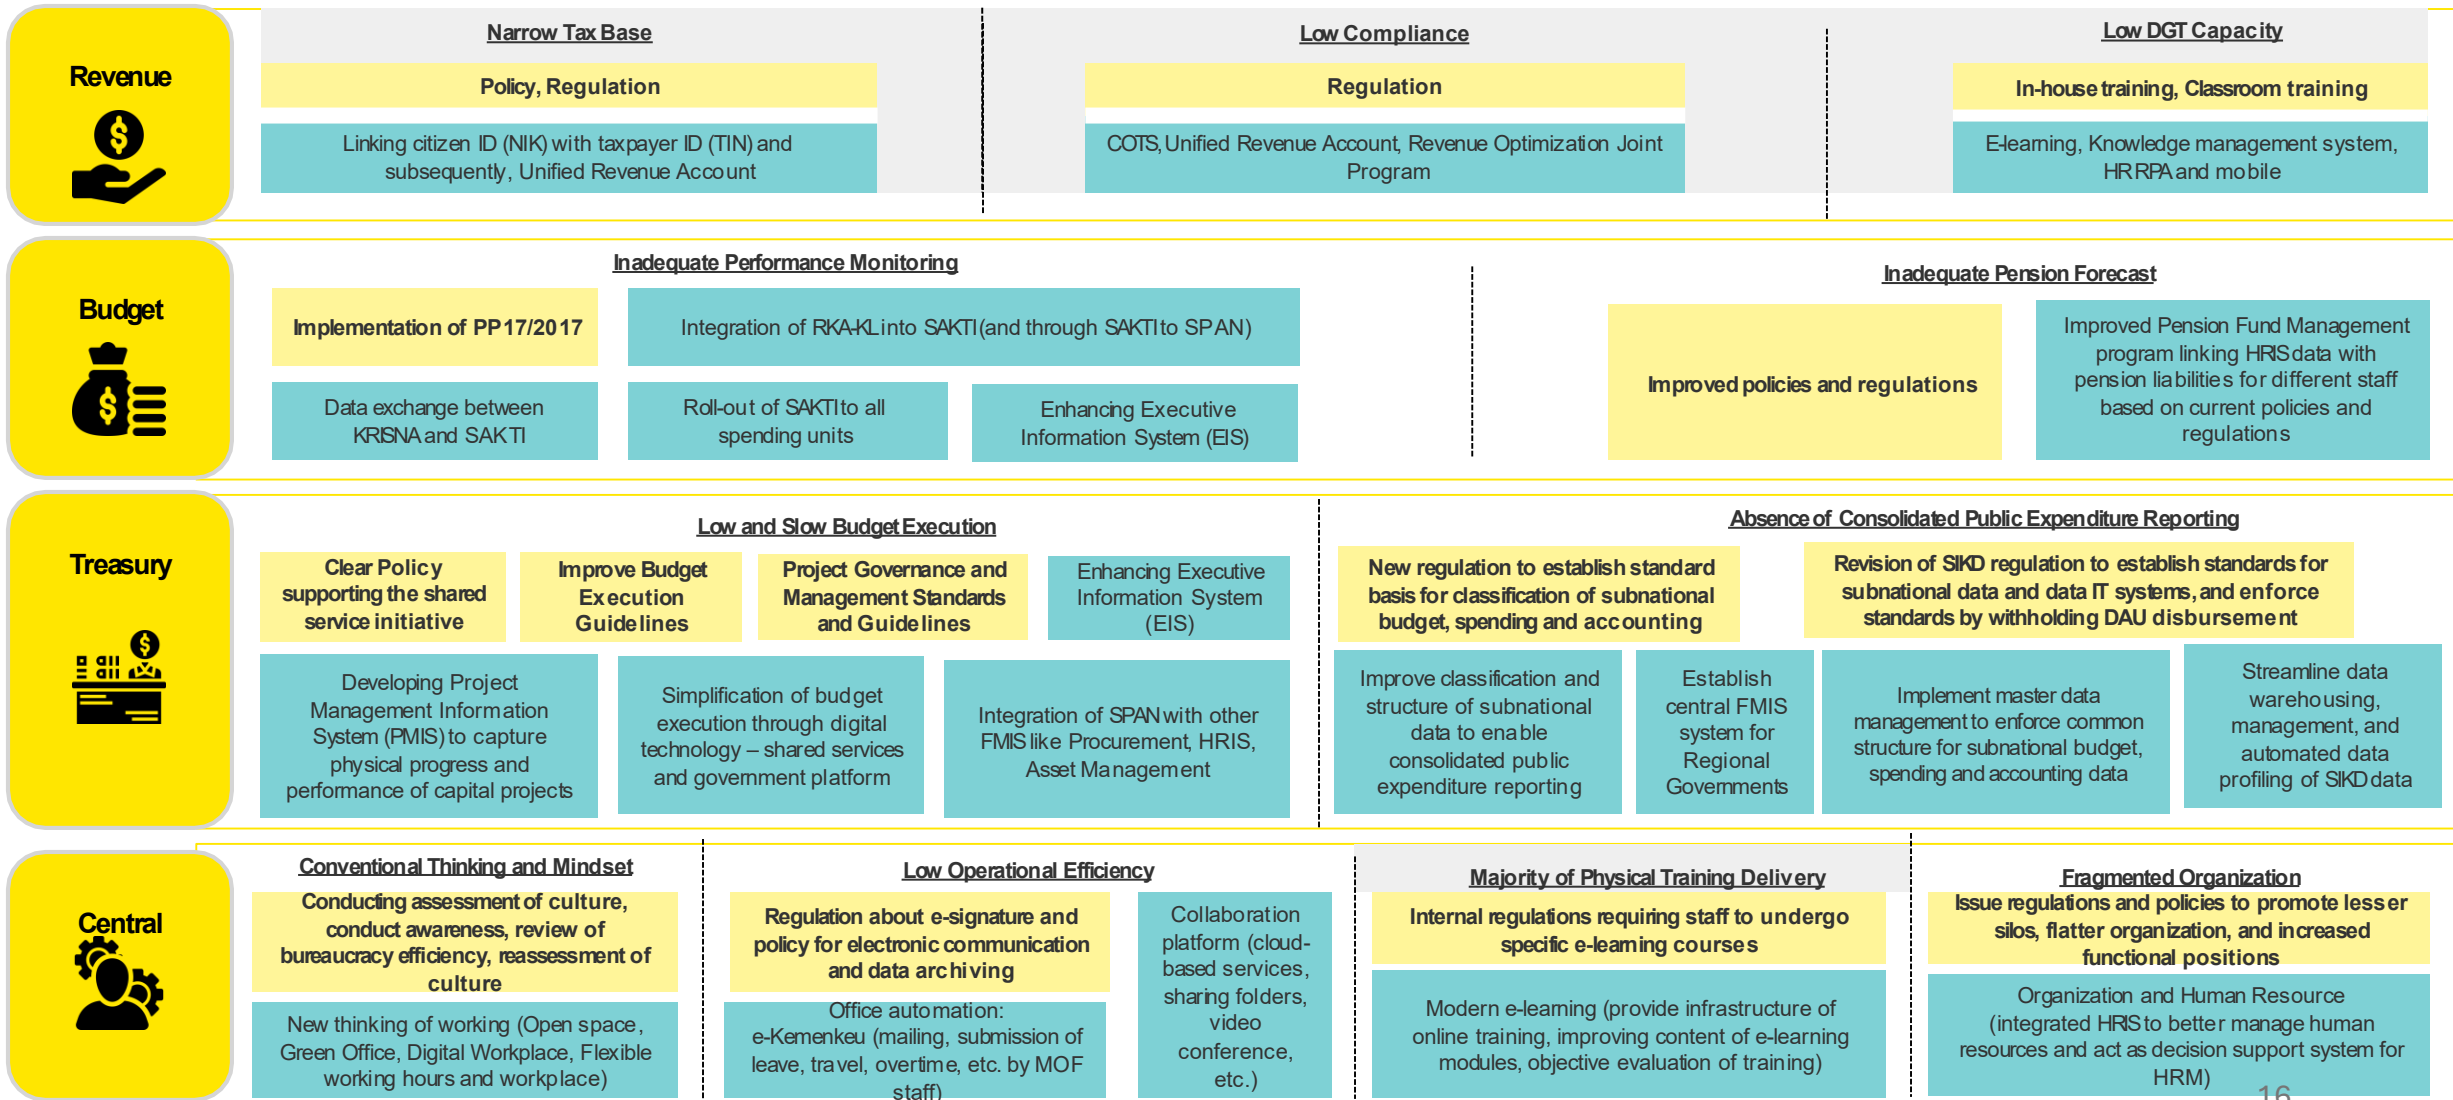 Revenue
Narrow Tax Base
Policy, Regulation
Linking citizen ID (NIK) with taxpayer ID (TIN) and
subsequently, Unified Revenue Account
Low Compliance
Regulation
COTS, Unified Revenue Account, Revenue Optimization Joint
Program
Low DGT Capacity
In-house training, Classroom training
E-learning, Knowledge management system,
HR RPA and mobile
Budget
Inadequate Performance Monitoring
Implementation of PP17/2017
Integration of RKA-KL into SAKTI (and through SAKTI to SPAN)
Data exchange between
KRISNA and SAKTI
Roll-out of SAKTI to all
spending units
Enhancing Executive
Information System (EIS)
Inadequate Pension Forecast
Improved policies and regulations
Improved Pension Fund Management
program linking HRIS data with
pension liabilities for different staff
based on current policies and
regulations
Treasury
Low and Slow Budget Execution
Clear Policy
supporting the shared
service initiative
Improve Budget
Execution
Guidelines
Project Governance and
Management Standards
and Guidelines
Enhancing Executive
Information System
(EIS)
Developing Project
Management Information
System (PMIS) to capture
physical progress and
performance of capital projects
Simplification of budget
execution through digital
technology – shared services
and government platform
Integration of SPAN with other
FMIS like Procurement, HRIS,
Asset Management
Absence of Consolidated Public Expenditure Reporting
New regulation to establish standard
basis for classification of subnational
budget, spending and accounting
Revision of SIKD regulation to establish standards for
subnational data and data IT systems, and enforce
standards by withholding DAU disbursement
Improve classification and
structure of subnational
data to enable
consolidated public
expenditure reporting
Establish
central FMIS
system for
Regional
Governments
Implement master data
management to enforce common
structure for subnational budget,
spending and accounting data
Streamline data
warehousing,
management, and
automated data
profiling of SIKD data
Central
Conventional Thinking and Mindset
Conducting assessment of culture,
conduct awareness, review of
bureaucracy efficiency, reassessment of
culture
New thinking of working (Open space,
Green Office, Digital Workplace, Flexible
working hours and workplace)
Low Operational Efficiency
Regulation about e-signature and
policy for electronic communication
and data archiving
Office automation:
e-Kemenkeu (mailing, submission of
leave, travel, overtime, etc. by MOF
staff)
Collaboration
platform (cloud-
based services,
sharing folders,
video
conference,
etc.)
Majority of Physical Training Delivery
Internal regulations requiring staff to undergo
specific e-learning courses
Modern e-learning (provide infrastructure of
online training, improving content of e-learning
modules, objective evaluation of training)
Fragmented Organization
Issue regulations and policies to promote lesser
silos, flatter organization, and increased
functional positions
Organization and Human Resource
(integrated HRIS to better manage human
resources and act as decision support system for
HRM)
16